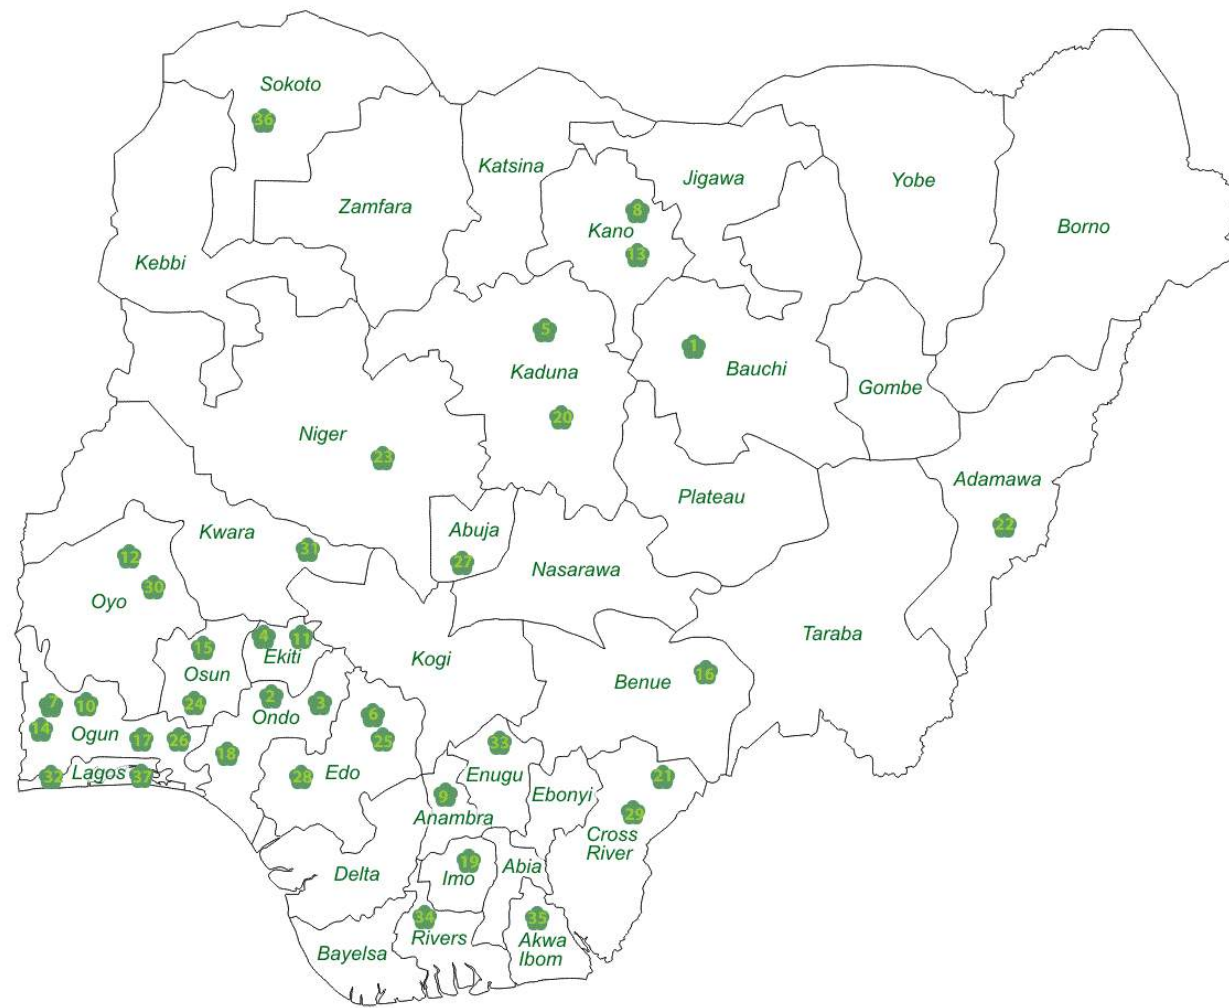 Sokoto
36
Katsina
Jigawa
Yobe
Zamfara
8
Kano
Borno
13
Kebbi
5
1
Kaduna
Bauchi
Gombe
20
Niger
23
Adamawa
Plateau
22
Kwara
Abuja
31
12
27
Nasarawa
30
Oyo
4
11
Taraba
15
Ekiti
Kogi
Osun
16
Benue
7
10
24
2
3
Ondo
6
14
Ogun
17
26
25
33
18
32
Lagos
37
28
Edo
Enugu
21
9
Ebonyi
Anambra
29
Cross
River
19
Delta
Imo
Abia
34
35
Rivers
Akwa
Bayelsa
Ibom